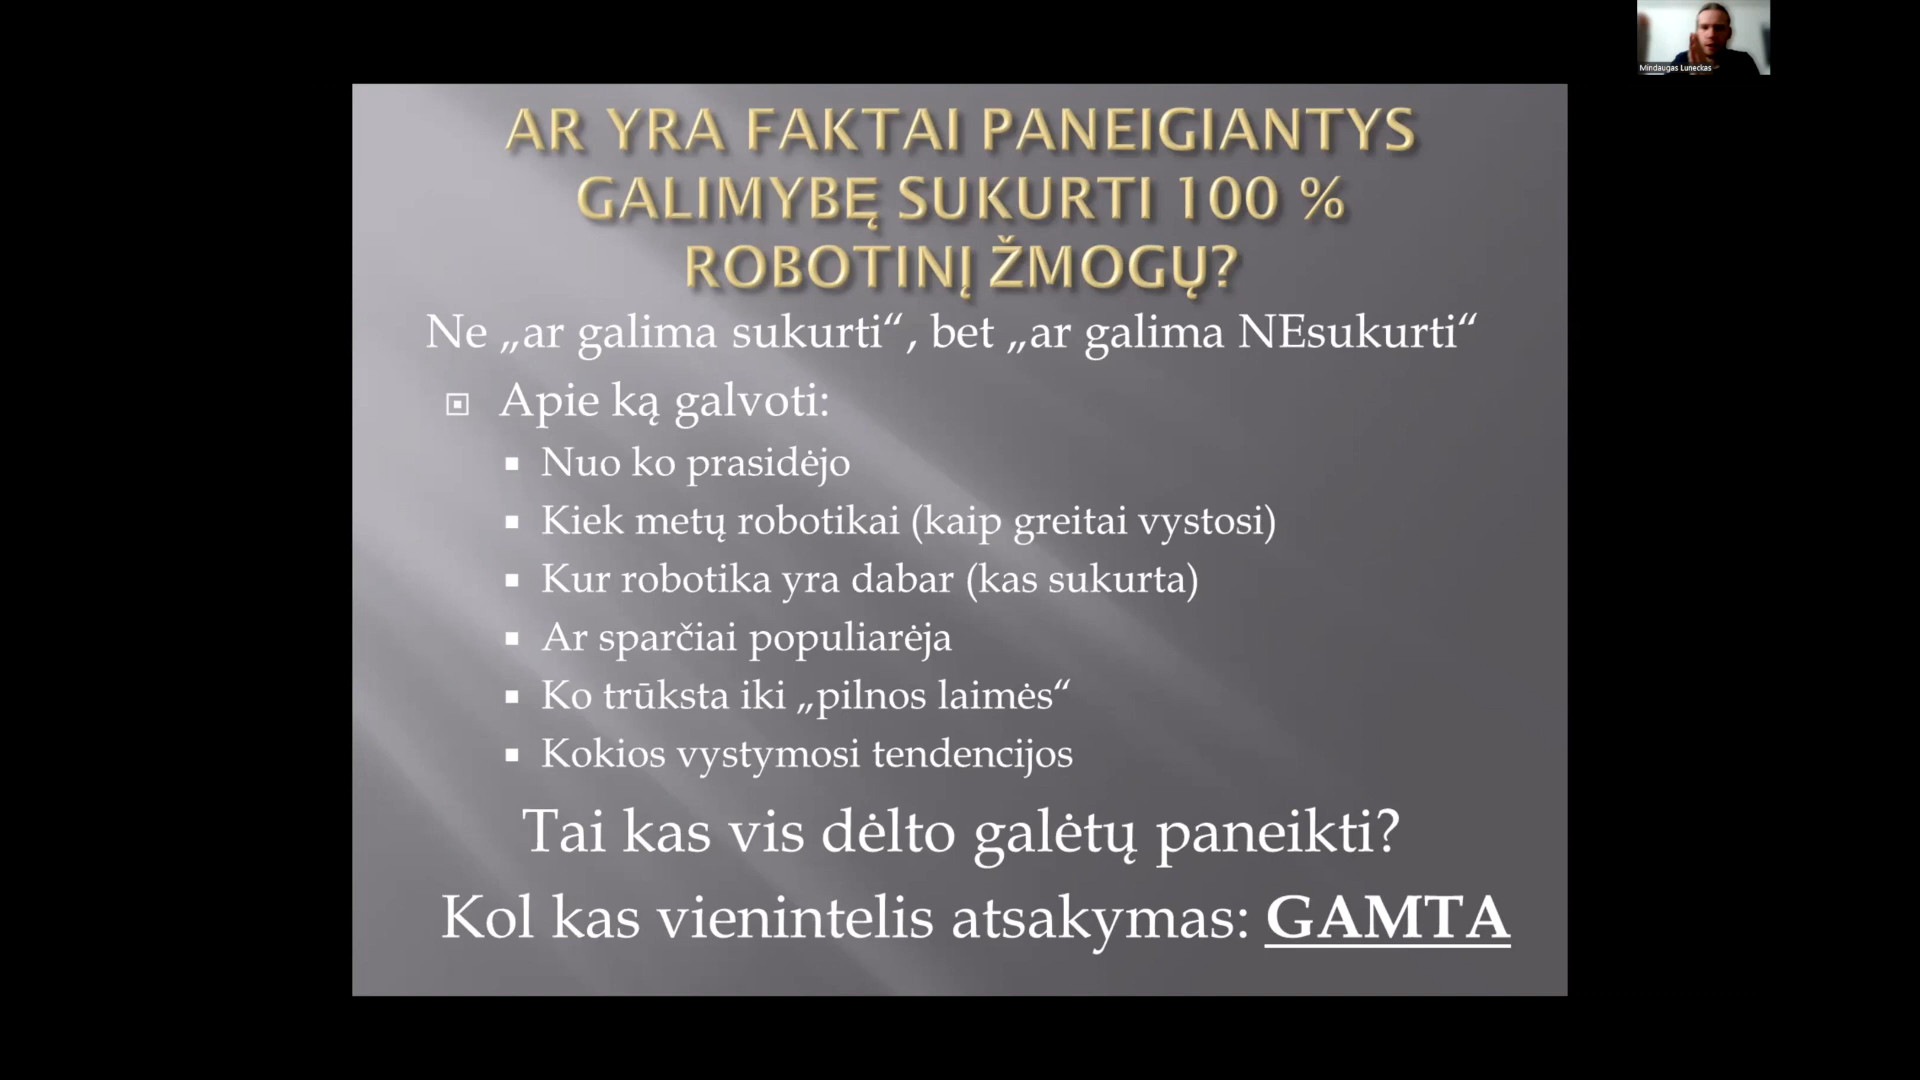 Mindaugas Luneckas
AR YRA FAKTAI PANEIGIANTYS
GALIMYBĘ SUKURTI 100 %
ROBOTINĮ ŽMOGŲ?
Ne „ar galima sukurti“, bet „ar galima NEsukurti“
Apie ką galvoti:
Nuo ko prasidėjo
Kiek metų robotikai (kaip greitai vystosi)
Kur robotika yra dabar (kas sukurta)
Ar sparčiai populiarėja
Ko trūksta iki „pilnos laimės“
Kokios vystymosi tendencijos
Tai kas vis dėlto galėtų paneikti?
Kol kas vienintelis atsakymas: GAMTA